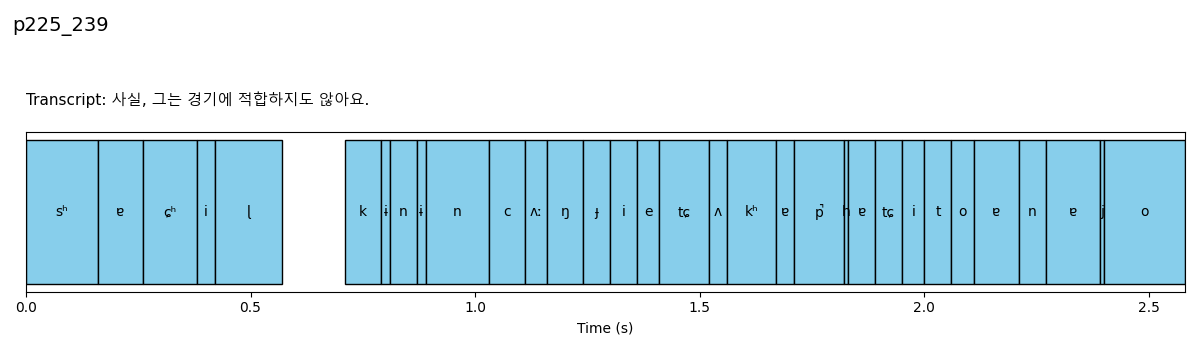 p225_239
Transcript: 사실, 그는 경기에 적합하지도 않아요.
sʰ ɐ ɕʰ i ɭ k ɨ n ɨ n c ʌː ŋ ɟ i e tɕ ʌ kʰ ɐ p̚ h ɐ tɕ i t o ɐ n ɐ j o
0.0 0.5 1.0 1.5 2.0 2.5
Time (s)